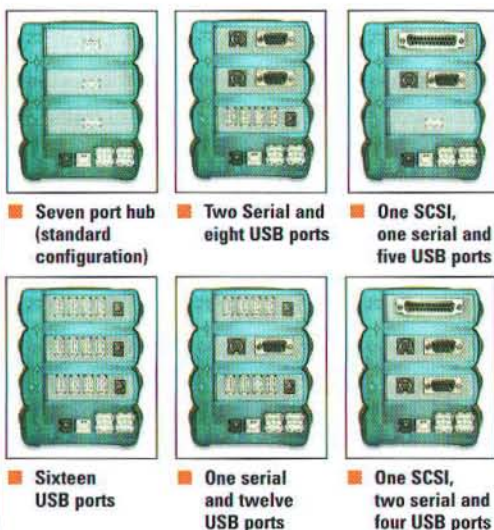 Seven port hub
(standard
configuration)
Two Serial and
eight USB ports
One SCSI,
one serial and
five USB ports
Sixteen
USB ports
One serial
and twelve
USB ports
One SCSI,
two serial and
four USB ports